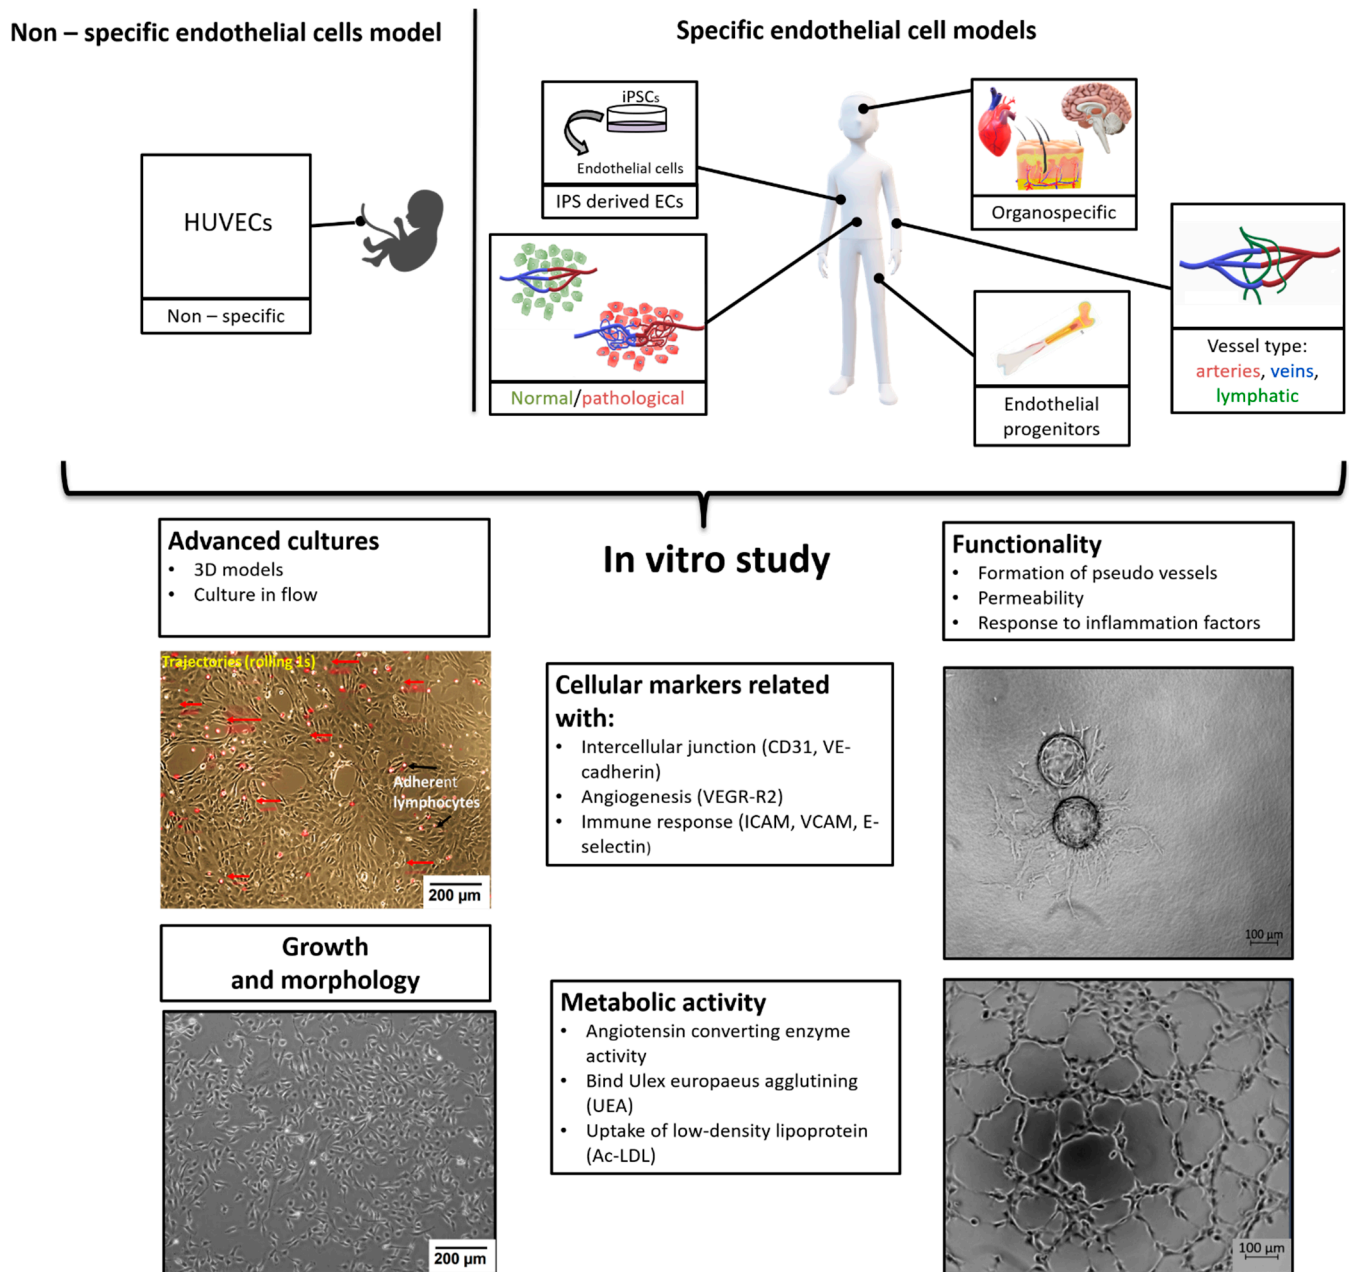 Non – specific endothelial cells model
Specific endothelial cell models
HUVECs
Non – specific
iPSCs
Endothelial cells
IPS derived ECs
Organospecific
Normal/pathological
Endothelial
progenitors
Vessel type:
arteries, veins,
lymphatic
In vitro study
Advanced cultures
• 3D models
• Culture in flow
Trajectories (rolling 1s)
Adherent
lymphocytes
200 µm
Growth
and morphology
200 µm
Cellular markers related
with:
• Intercellular junction (CD31, VE-
cadherin)
• Angiogenesis (VEGR-R2)
• Immune response (ICAM, VCAM, E-
selectin)
Metabolic activity
• Angiotensin converting enzyme
activity
• Bind Ulex europaeus agglutining
(UEA)
• Uptake of low-density lipoprotein
(Ac-LDL)
Functionality
• Formation of pseudo vessels
• Permeability
• Response to inflammation factors
100 µm
100 µm